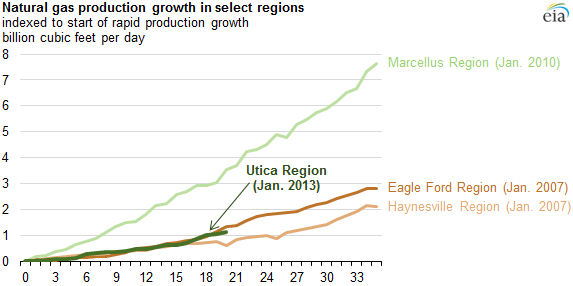 Natural gas production growth in select regions
indexed to start of rapid production growth
billion cubic feet per day
eia
8
7
6
5
4
3
2
1
0
Marcellus Region (Jan. 2010)
Utica Region
(Jan. 2013)
Eagle Ford Region (Jan. 2007)
Haynesville Region (Jan. 2007)
0 3 6 9 12 15 18 21 24 27 30 33